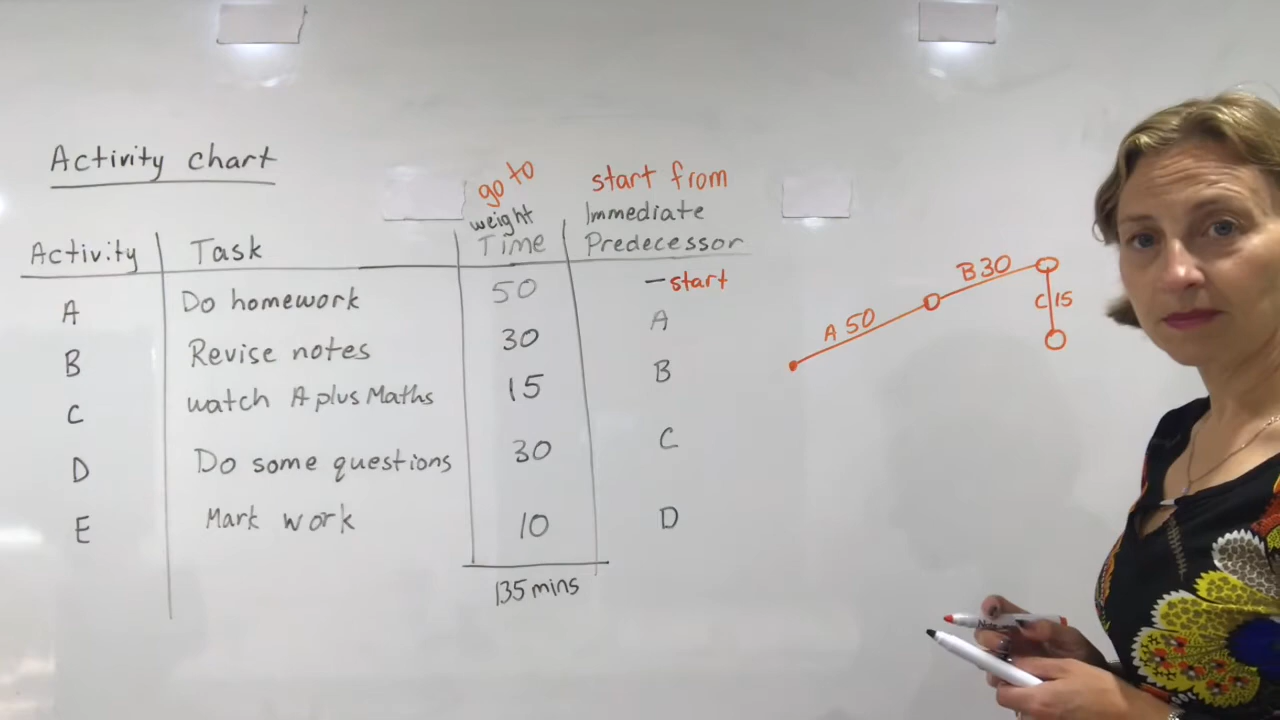 Activity chart
go to
start from
weight
Immediate
Activity Task Time Predecessor
A Do homework 50 – start
B Revise notes 30 A
C watch A plus Maths 15 B
D Do some questions 30 C
E Mark work 10 D
135 mins
A 50
B 30
C 15